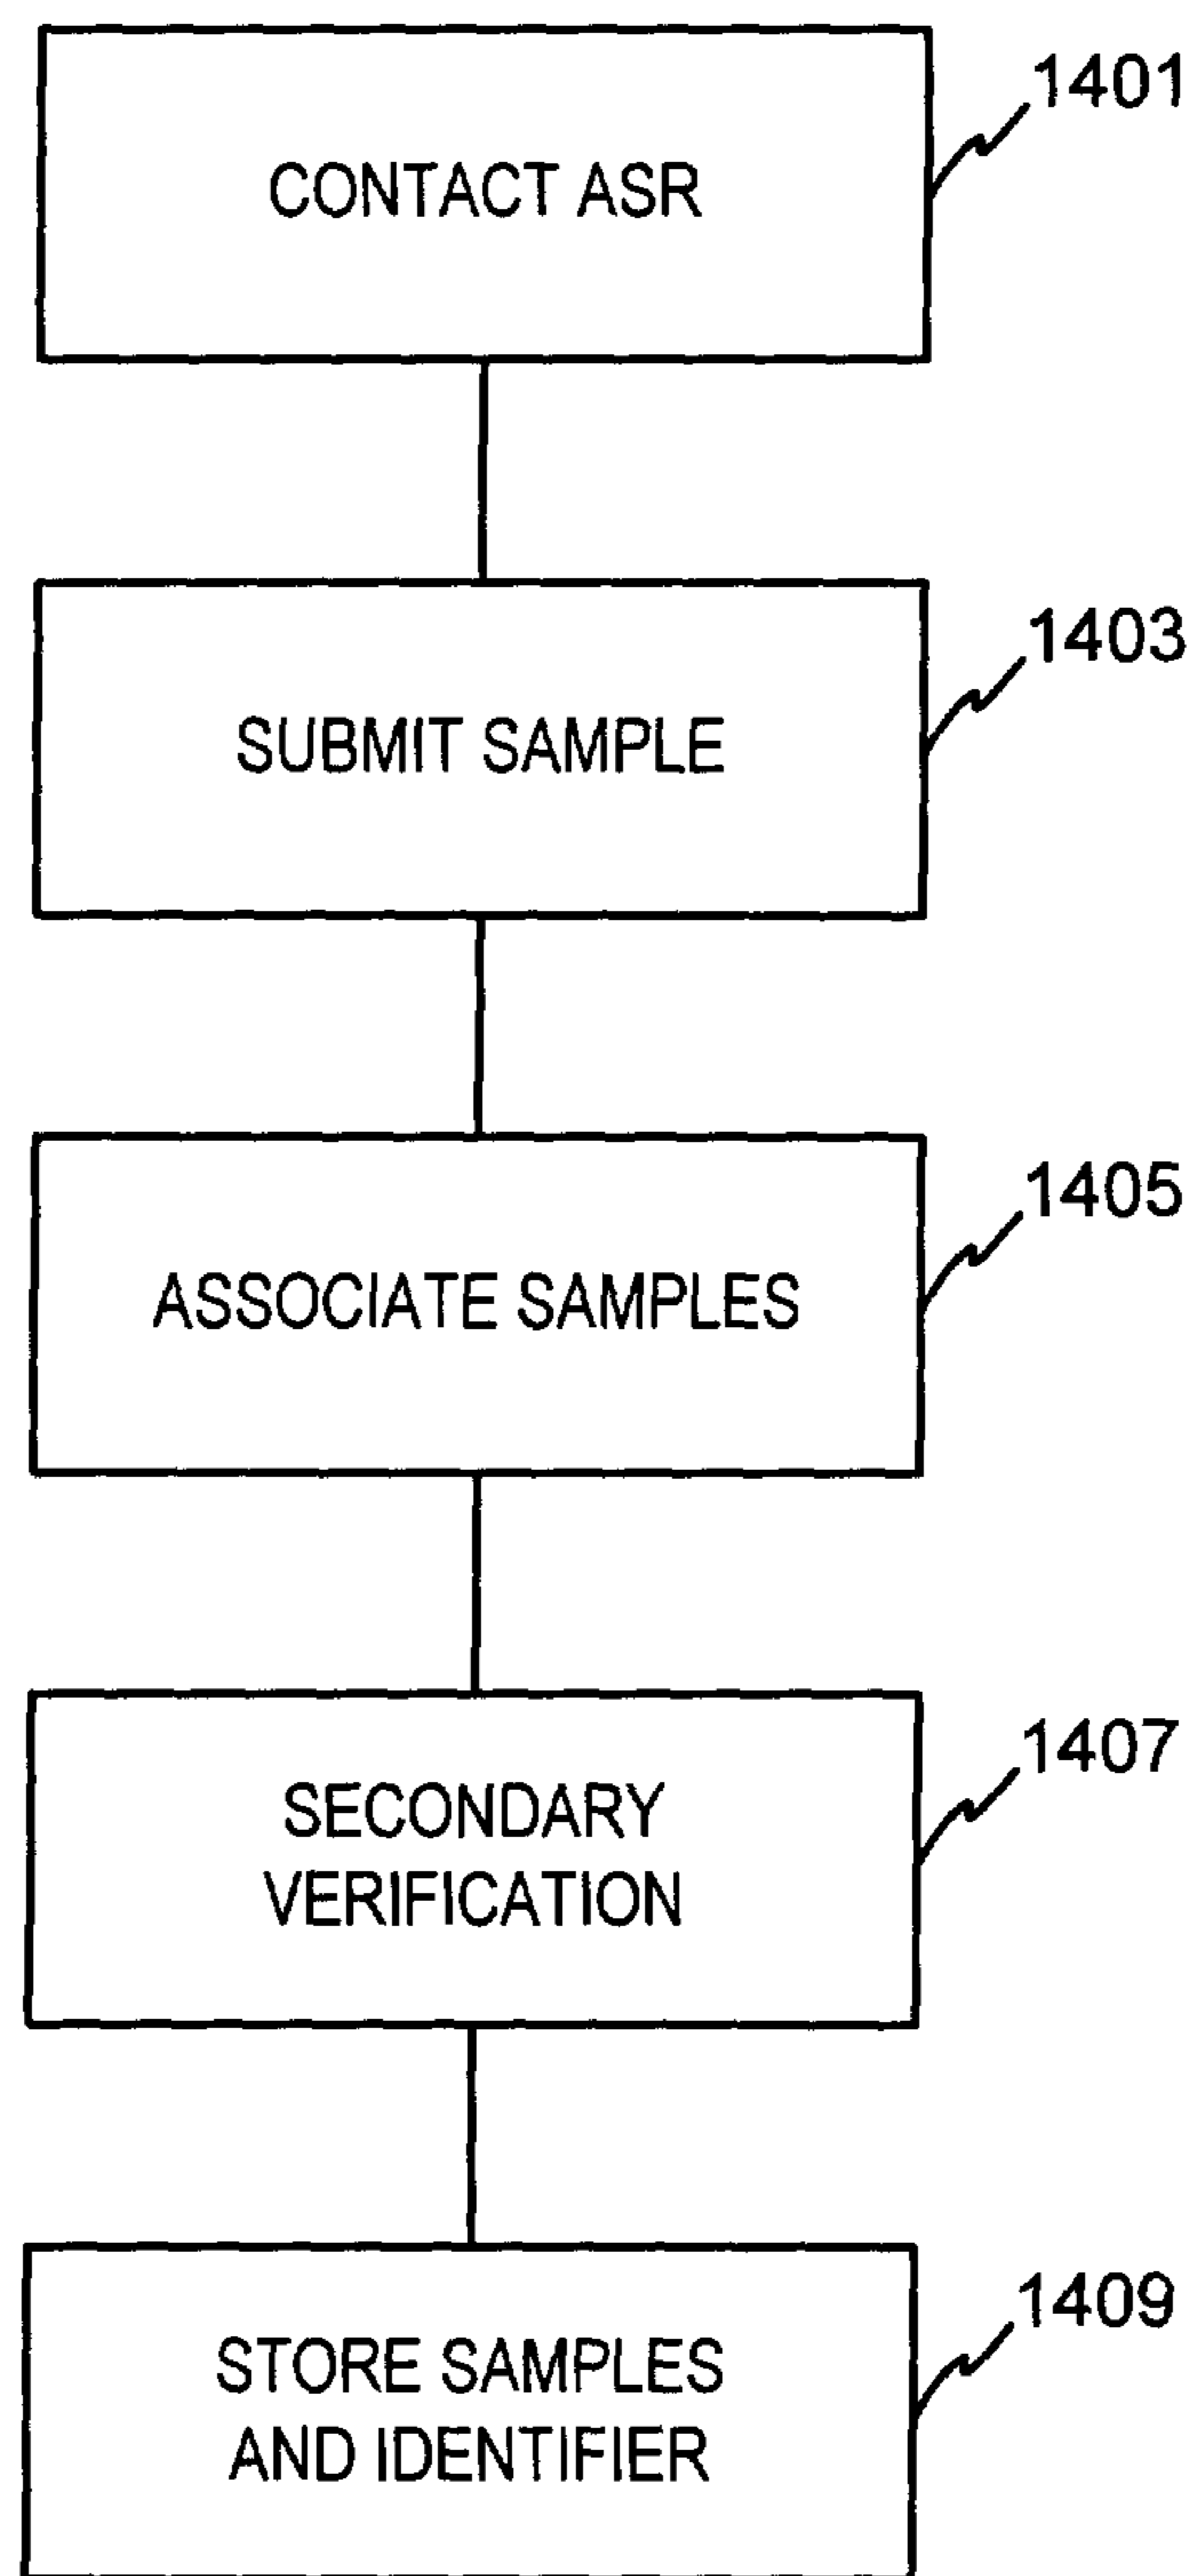 1401
CONTACT ASR
1403
SUBMIT SAMPLE
1405
ASSOCIATE SAMPLES
1407
SECONDARY
VERIFICATION
1409
STORE SAMPLES
AND IDENTIFIER